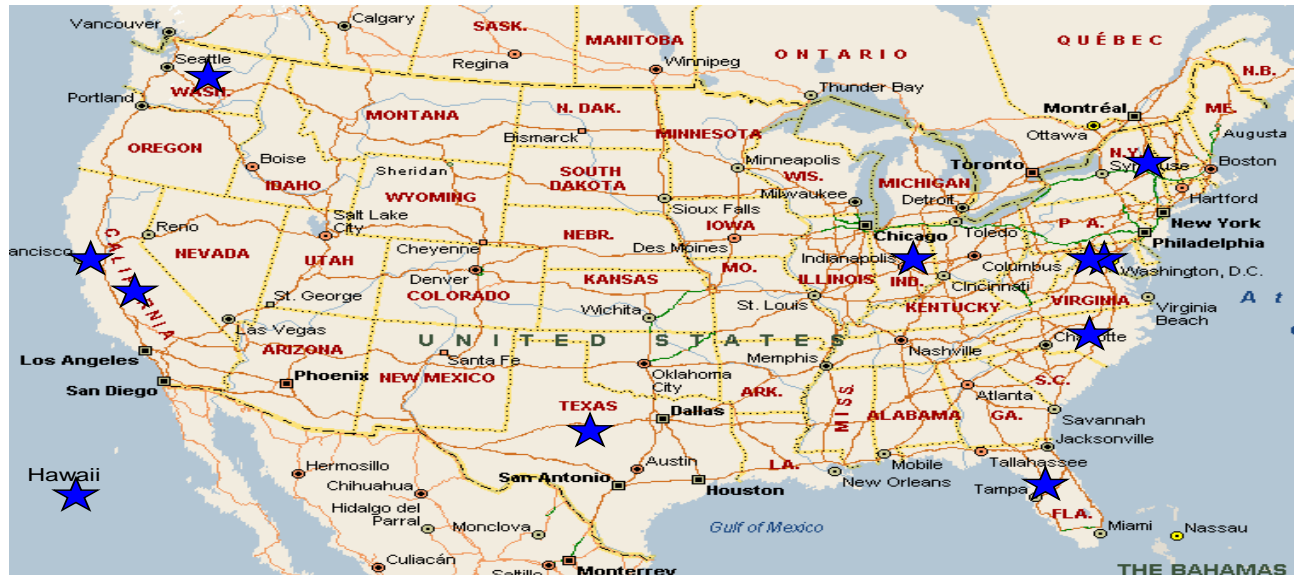 Vancouver
Calgary
SASK.
MANITOBA
ONTARIO
QUÉBEC
Seattle
Regina
Winnipeg
N.B.
WASH.
Thunder Bay
Montréal
ME.
Portland
MONTANA
N. DAK.
Ottawa
Augusta
Bismarck
MINNESOTA
OREGON
N.Y.
Boise
Sheridan
SOUTH
DAKOTA
Minneapolis
WIS.
Toronto
Boston
IDAHO
WYOMING
Milwaukee
MICHIGAN
Detroit
Hartford
Reno
Salt Lake
City
Sioux Falls
IOWA
P A.
New York
CALIFORNIA
NEVADA
UTAH
Cheyenne
NEBR.
Des Moines
Chicago
Toledo
Philadelphia
ancisco
Denver
COLORADO
KANSAS
MO.
Indianapolis
ILLINOIS
IND.
Columbus
Washington, D.C.
St. George
St. Louis
Cincinnati
VIRGINIA
A t
Las Vegas
Wichita
KENTUCKY
Virginia
Beach
UNITED STATES
Los Angeles
ARIZONA
Santa Fe
Memphis
Nashville
San Diego
Phoenix
NEW MEXICO
Oklahoma
City
ARK.
S.C.
Atlanta
TEXAS
Dallas
MISS.
ALABAMA
GA.
Savannah
Jacksonville
Hermosillo
Austin
LA.
Mobile
Tallahassee
Hawaii
Chihuahua
San Antonio
Houston
New Orleans
Tampa
Hidalgo del
Parral
Monclova
Gulf of Mexico
FLA.
Miami
Nassau
Culiacán
Saltillo
Monterrey
THE BAHAMAS